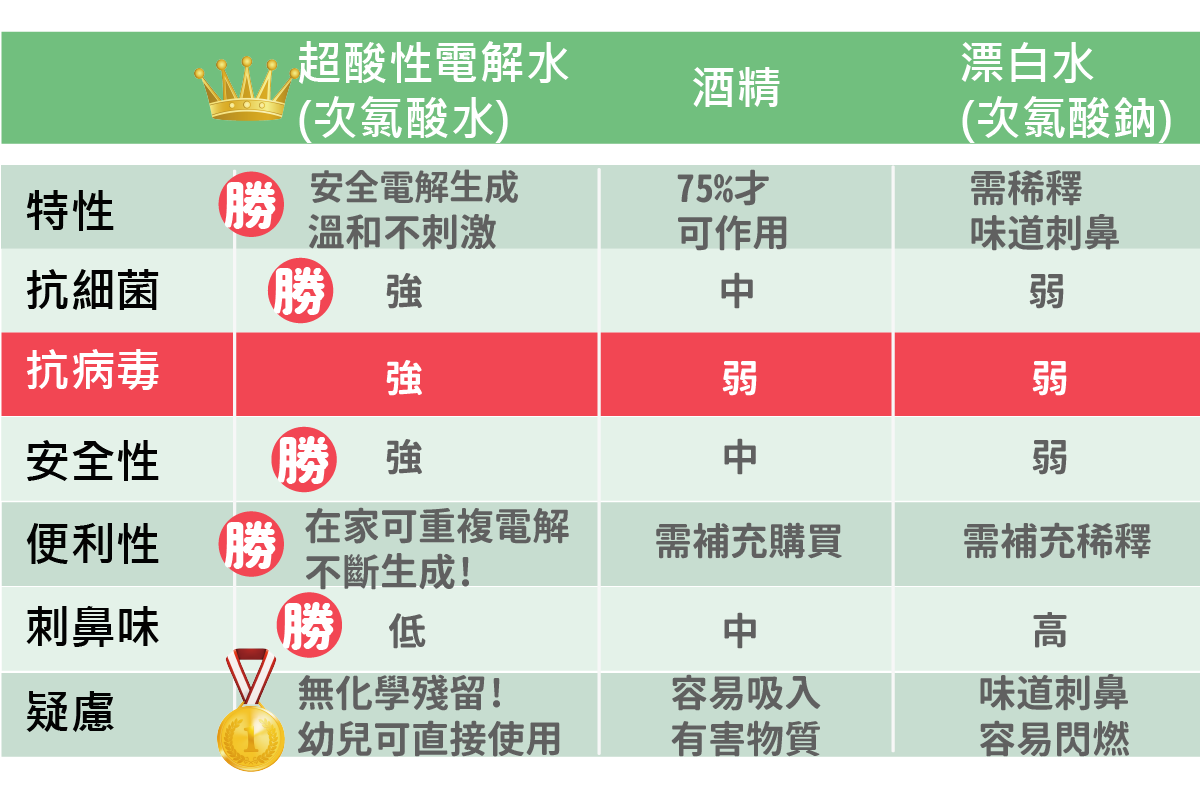 超酸性電解水
(次氯酸水)
酒精
漂白水
(次氯酸鈉)
特性
勝
安全電解生成
溫和不刺激
75%才
可作用
需稀釋
味道刺鼻
抗細菌
勝
強
中
弱
抗病毒
強
弱
弱
安全性
勝
強
中
弱
便利性
勝
在家可重複電解
不斷生成!
需補充購買
需補充稀釋
刺鼻味
勝
低
中
高
疑慮
1
無化學殘留!
幼兒可直接使用
容易吸入
有害物質
味道刺鼻
容易閃燃